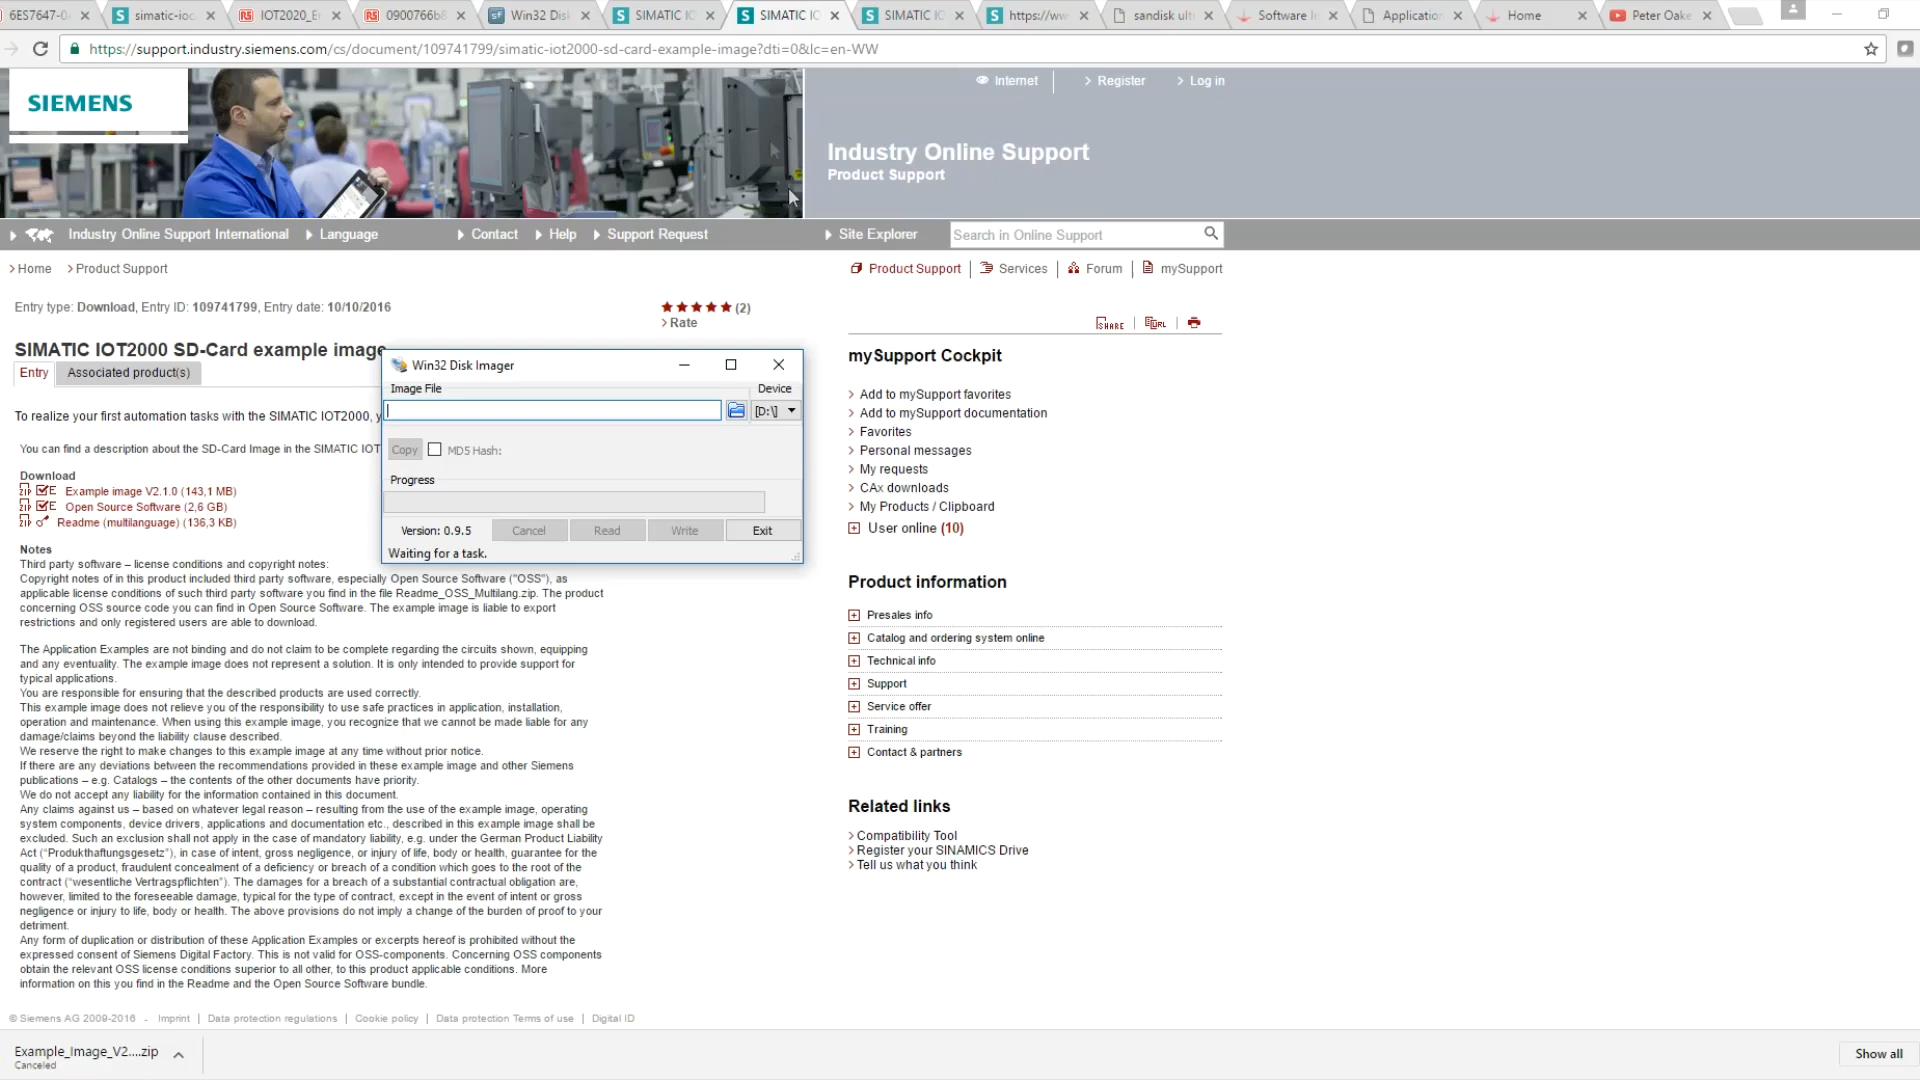 6ES7647-0
simatic-ioc
IOT2020_E
0900766b8
Win32 Disk
SIMATIC IO
SIMATIC IO
SIMATIC IO
https://ww
sandisk ult
Software I
Application
Home
Peter Oake
https://support.industry.siemens.com/cs/document/109741799/simatic-iot2000-sd-card-example-image?dti=0&lc=en-WW
SIEMENS
Internet
Register
Log in
Industry Online Support
Product Support
Industry Online Support International
Language
Contact
Help
Support Request
Site Explorer
Search in Online Support
Home
Product Support
Product Support
Services
Forum
mySupport
Entry type: Download, Entry ID: 109741799, Entry date: 10/10/2016
(2)
Rate
SHARE
URL
SIMATIC IOT2000 SD-Card example image
Entry
Associated product(s)
To realize your first automation tasks with the SIMATIC IOT2000, y
You can find a description about the SD-Card Image in the SIMATIC IOT
Download
Example image V2.1.0 (143,1 MB)
Open Source Software (2,6 GB)
Readme (multilanguage) (136,3 KB)
Win32 Disk Imager
Image File
Device
[D:\]
Copy
MD5 Hash:
Progress
Version: 0.9.5
Cancel
Read
Write
Exit
Waiting for a task.
Notes
Third party software – license conditions and copyright notes:
Copyright notes of in this product included third party software, especially Open Source Software ("OSS"), as
applicable license conditions of such third party software you find in the file Readme_OSS_Multilang.zip. The product
concerning OSS source code you can find in Open Source Software. The example image is liable to export
restrictions and only registered users are able to download.
The Application Examples are not binding and do not claim to be complete regarding the circuits shown, equipping
and any eventuality. The example image does not represent a solution. It is only intended to provide support for
typical applications.
You are responsible for ensuring that the described products are used correctly.
This example image does not relieve you of the responsibility to use safe practices in application, installation,
operation and maintenance. When using this example image, you recognize that we cannot be made liable for any
damage/claims beyond the liability clause described.
We reserve the right to make changes to this example image at any time without prior notice.
If there are any deviations between the recommendations provided in these example image and other Siemens
publications – e.g. Catalogs – the contents of the other documents have priority.
We do not accept any liability for the information contained in this document.
Any claims against us – based on whatever legal reason – resulting from the use of the example image, operating
system components, device drivers, applications and documentation etc., described in this example image shall be
excluded. Such an exclusion shall not apply in the case of mandatory liability, e.g. under the German Product Liability
Act ("Produkthaftungsgesetz"), in case of intent, gross negligence, or injury of life, body or health, guarantee for the
quality of a product, fraudulent concealment of a deficiency or breach of a condition which goes to the root of the
contract ("wesentliche Vertragspflichten"). The damages for a breach of a substantial contractual obligation are,
however, limited to the foreseeable damage, typical for the type of contract, except in the event of intent or gross
negligence or injury to life, body or health. The above provisions do not imply a change of the burden of proof to your
detriment.
Any form of duplication or distribution of these Application Examples or excerpts hereof is prohibited without the
expressed consent of Siemens Digital Factory. This is not valid for OSS-components. Concerning OSS components
obtain the relevant OSS license conditions superior to all other, to this product applicable conditions. More
information on this you find in the Readme and the Open Source Software bundle.
mySupport Cockpit
Add to mySupport favorites
Add to mySupport documentation
Favorites
Personal messages
My requests
CAx downloads
My Products / Clipboard
User online (10)
Product information
Presales info
Catalog and ordering system online
Technical info
Support
Service offer
Training
Contact & partners
Related links
Compatibility Tool
Register your SINAMICS Drive
Tell us what you think
© Siemens AG 2009-2016 - Imprint | Data protection regulations | Cookie policy | Data protection Terms of use | Digital ID
Example_Image_V2....zip
Canceled
Show all